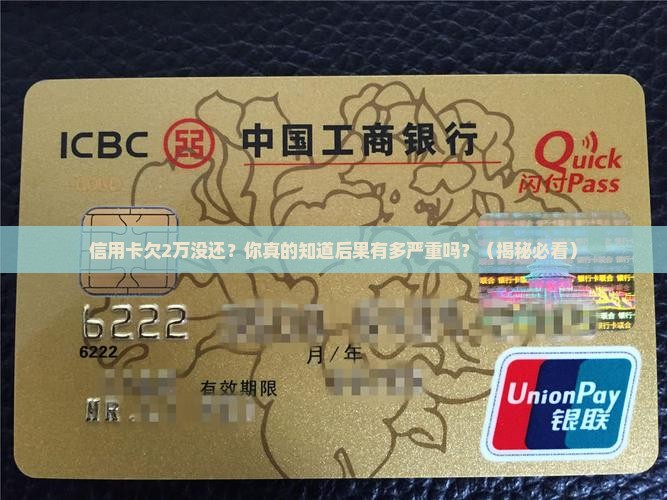 ICBC 中国工商银行
Quick
闪付Pass
信用卡欠2万没还？你真的知道后果有多严重吗？（揭秘必看）
6222
6222
月/年
有效期限
MR.
UnionPay
银联